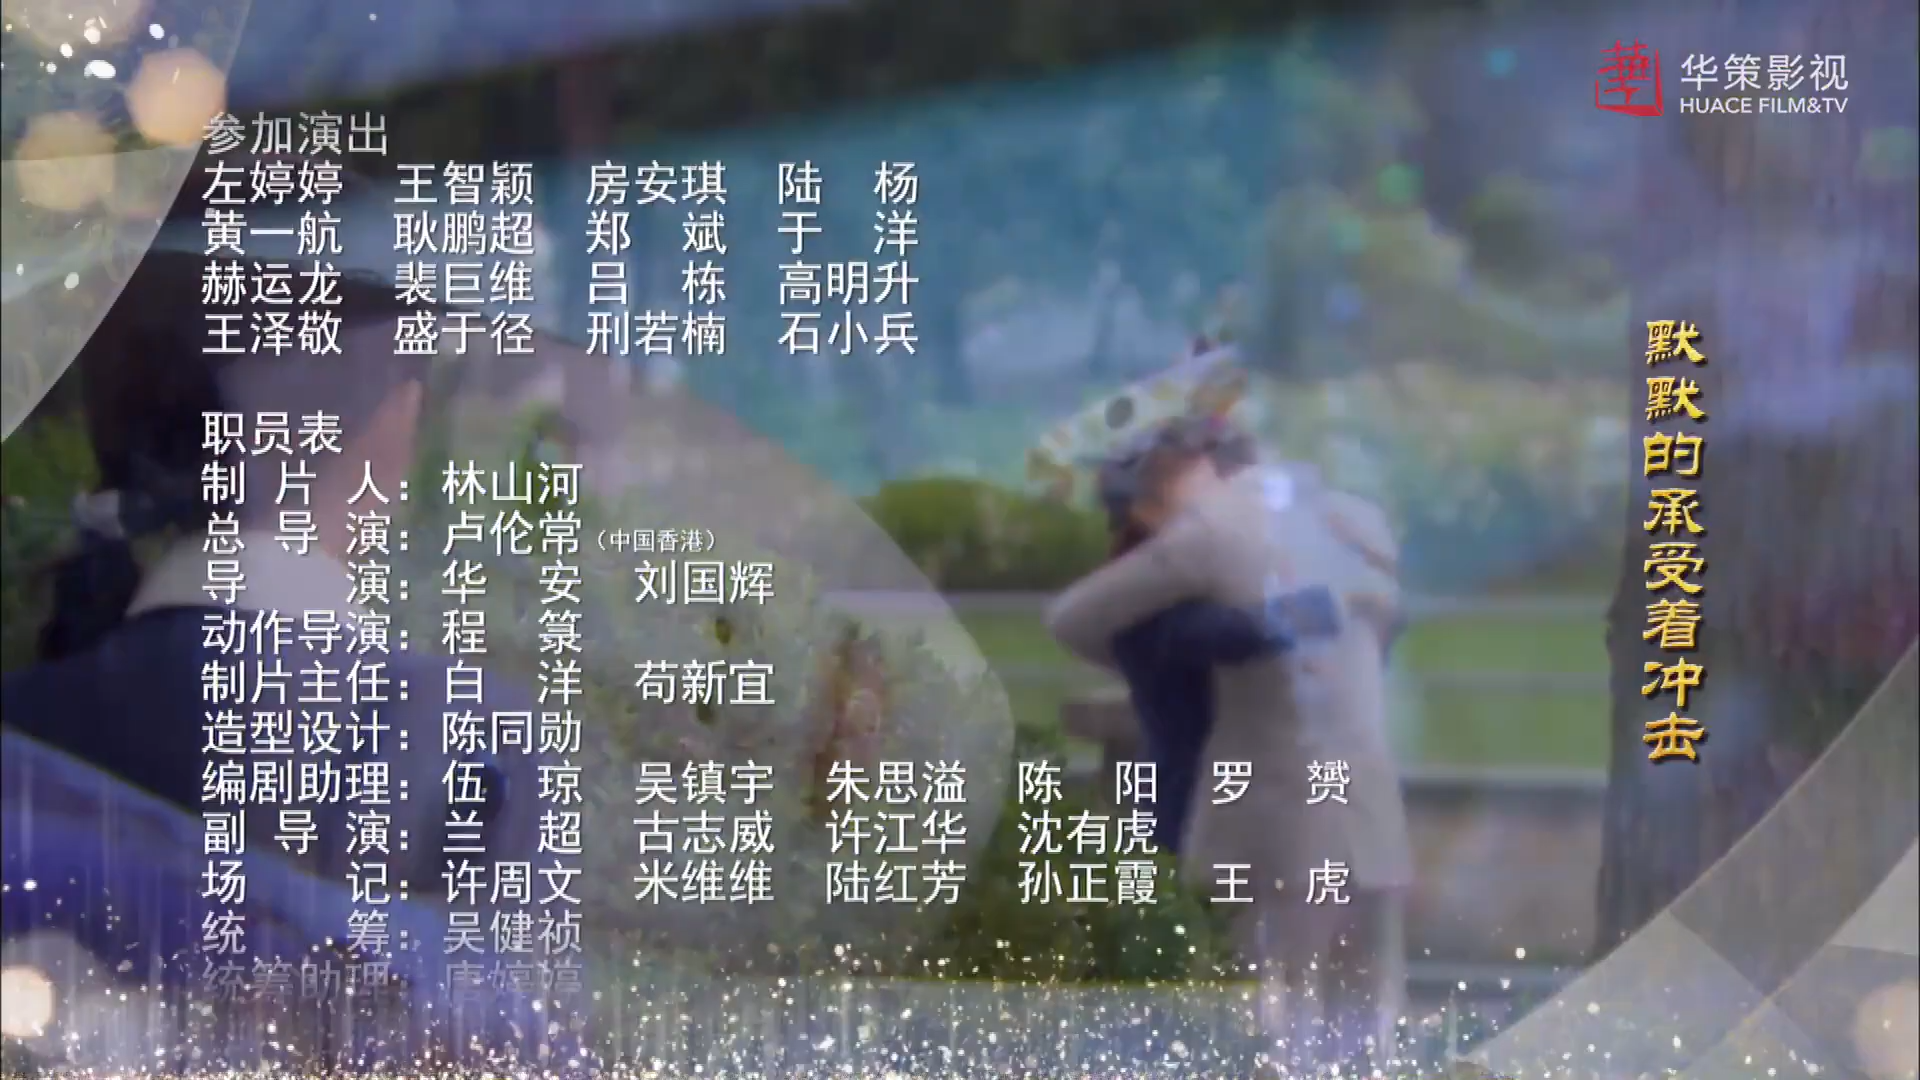 参加演出
左婷婷 王智颖 房安琪 陆 杨
黄一航 耿鹏超 郑 斌 于 洋
赫运龙 裴巨维 吕 栋 高明升
王泽敬 盛于径 刑若楠 石小兵
职员表
制片人：林山河
总导演：卢伦常（中国香港）
导 演：华 安 刘国辉
动作导演：程 箓
制片主任：白 洋 苟新宜
造型设计：陈同勋
编剧助理：伍 琼 吴镇宇 朱思溢 陈 阳 罗 赟
副导演：兰 超 古志威 许江华 沈有虎
场 记：许周文 米维维 陆红芳 孙正霞 王 虎
统 筹：吴健祯
统筹助理：唐婷婷
华策影视
HUACE FILM&TV
默默的承受着冲击